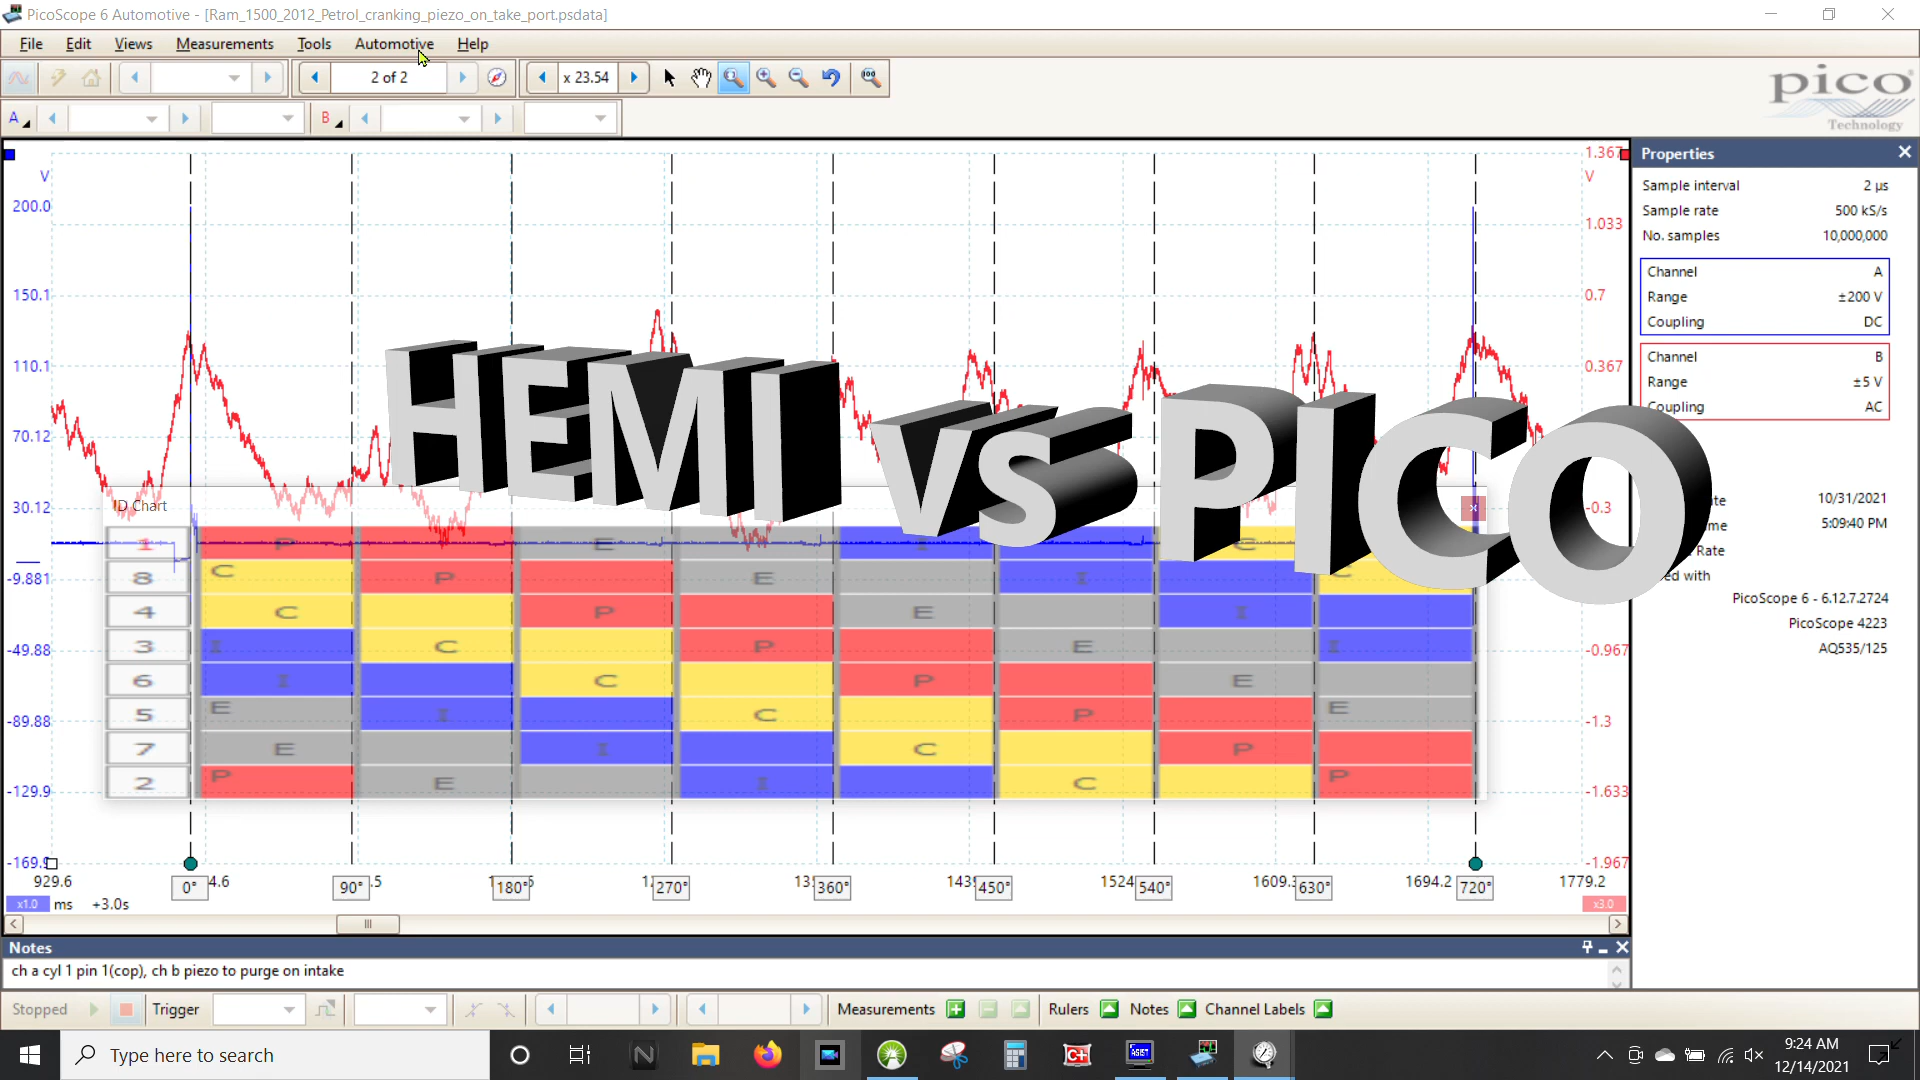 PicoScope 6 Automotive - [Ram_1500_2012_Petrol_cranking_piezo_on_take_port.psdata]
File Edit Views Measurements Tools Automotive Help
2 of 2 x 23.54
pico
Technology
A B
Properties
Sample interval 2 µs
Sample rate 500 kS/s
No. samples 10,000,000
Channel A
Range ±200 V
Coupling DC
Channel B
Range ±5 V
Coupling AC
10/31/2021
5:09:40 PM
Rate
PicoScope 6 - 6.12.7.2724
PicoScope 4223
AQ535/125
V
200.0
150.1
110.1
70.12
30.12
-9.881
-49.88
-89.88
-129.9
-169.9
1.367
V
1.033
0.7
0.367
-0.3
-0.967
-1.3
-1.633
-1.967
HEMI vs PICO
ID Chart
1 P E I C
8 C P E I C
4 C P E I
3 I C P E I
6 I C P E
5 E I C P E
7 E I C P
2 P E I C P
929.6 1694.2 1779.2
0° 90° 180° 270° 360° 450° 540° 630° 720°
x1.0 ms +3.0s x3.0
Notes
ch a cyl 1 pin 1(cop), ch b piezo to purge on intake
Stopped Trigger Measurements Rulers Notes Channel Labels
Type here to search
9:24 AM
12/14/2021